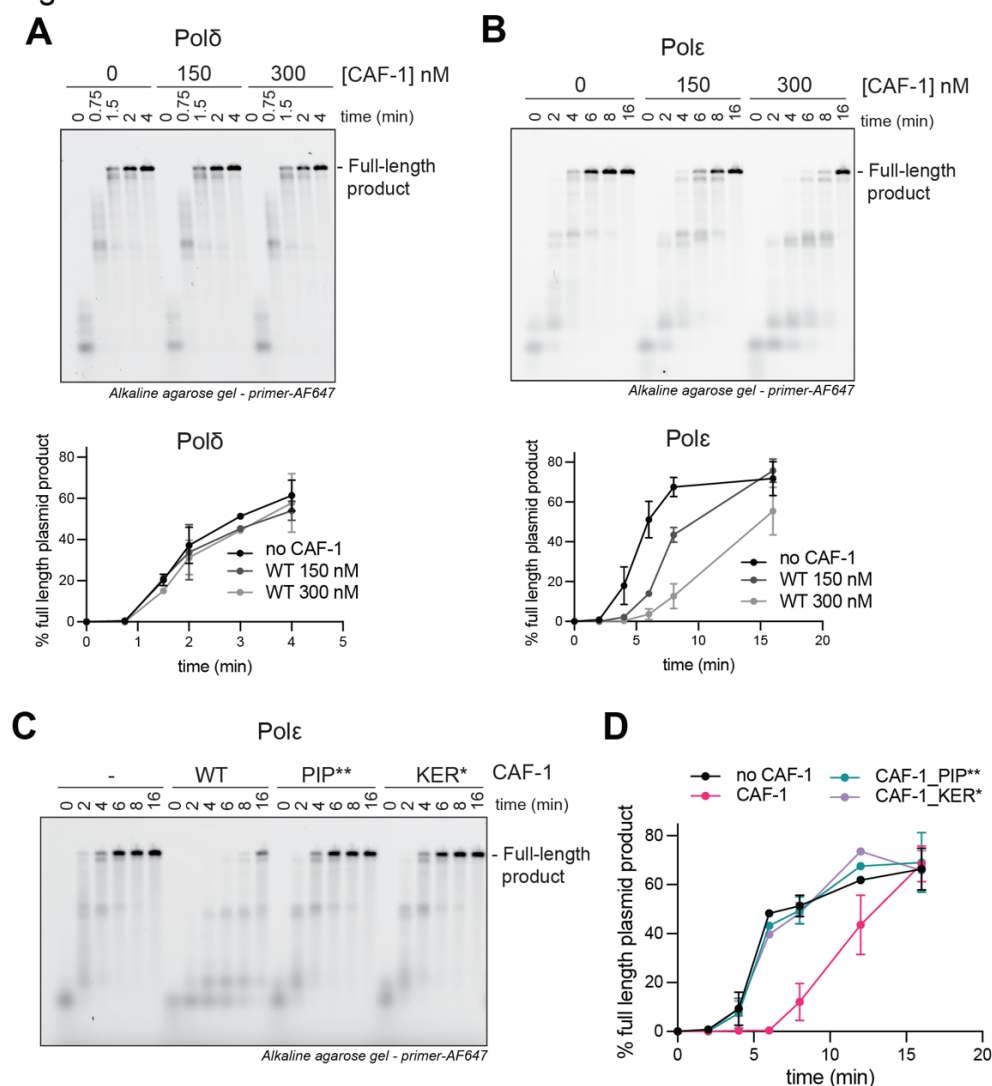 A
Polδ
0 150 300 [CAF-1] nM
0 0.75 1.5 2 4 0 0.75 1.5 2 4 0 0.75 1.5 2 4 time (min)
- Full-length
product
Alkaline agarose gel - primer-AF647
Polδ
% full length plasmid product
80
60
40
20
0
no CAF-1
WT 150 nM
WT 300 nM
0 1 2 3 4 5
time (min)
B
Polε
0 150 300 [CAF-1] nM
0 2 4 6 8 16 0 2 4 6 8 16 0 2 4 6 8 16 time (min)
- Full-length
product
Alkaline agarose gel - primer-AF647
Polε
% full length plasmid product
80
60
40
20
0
no CAF-1
WT 150 nM
WT 300 nM
0 5 10 15 20
time (min)
C
Polε
- WT PIP** KER* CAF-1
0 2 4 6 8 16 0 2 4 6 8 16 0 2 4 6 8 16 0 2 4 6 8 16 time (min)
- Full-length
product
Alkaline agarose gel - primer-AF647
D
no CAF-1 CAF-1_PIP**
CAF-1 CAF-1_KER*
% full length plasmid product
80
60
40
20
0
0 5 10 15 20
time (min)